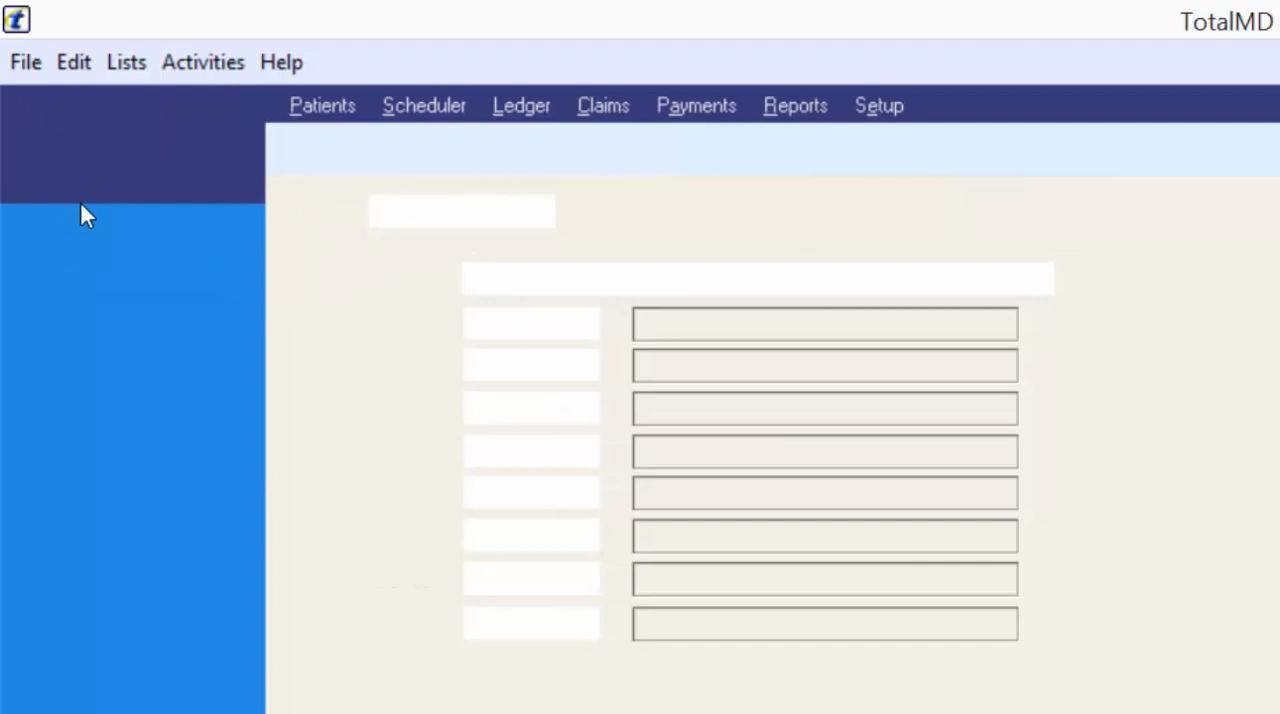 TotalMD
File Edit Lists Activities Help
Patients Scheduler Ledger Claims Payments Reports Setup